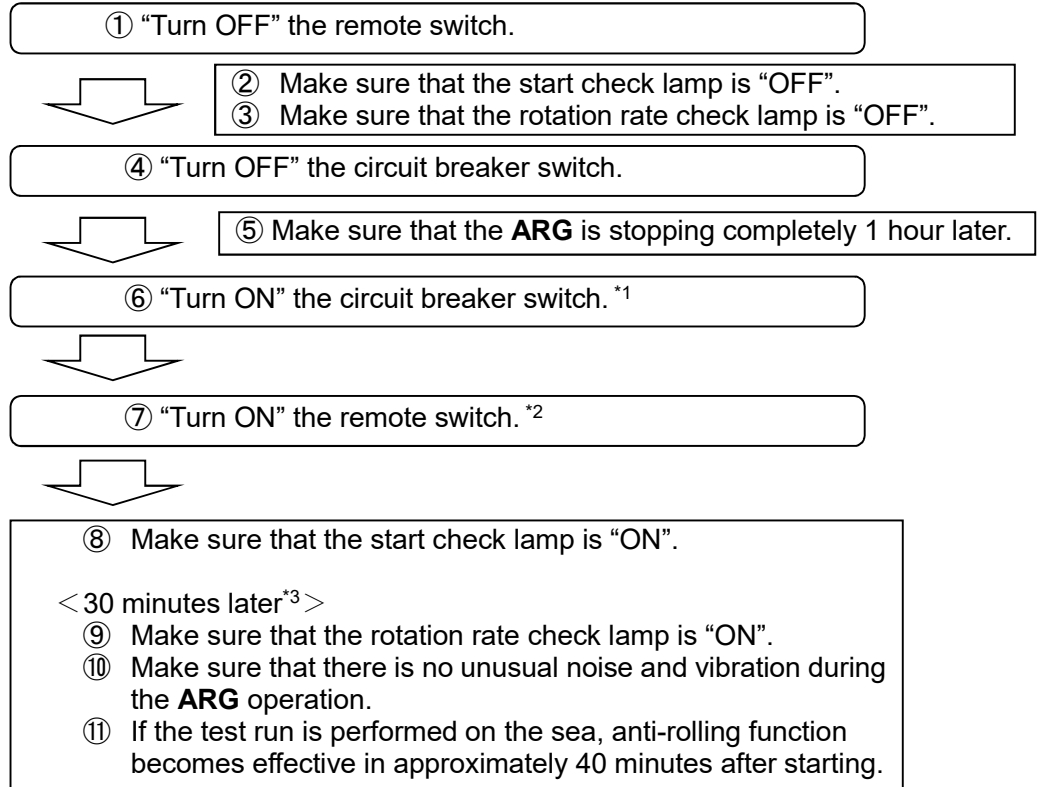 ① “Turn OFF” the remote switch.
② Make sure that the start check lamp is “OFF”.
③ Make sure that the rotation rate check lamp is “OFF”.
④ “Turn OFF” the circuit breaker switch.
⑤ Make sure that the ARG is stopping completely 1 hour later.
⑥ “Turn ON” the circuit breaker switch. *1
⑦ “Turn ON” the remote switch. *2
⑧ Make sure that the start check lamp is “ON”.
＜30 minutes later*3＞
⑨ Make sure that the rotation rate check lamp is “ON”.
⑩ Make sure that there is no unusual noise and vibration during
the ARG operation.
⑪ If the test run is performed on the sea, anti-rolling function
becomes effective in approximately 40 minutes after starting.